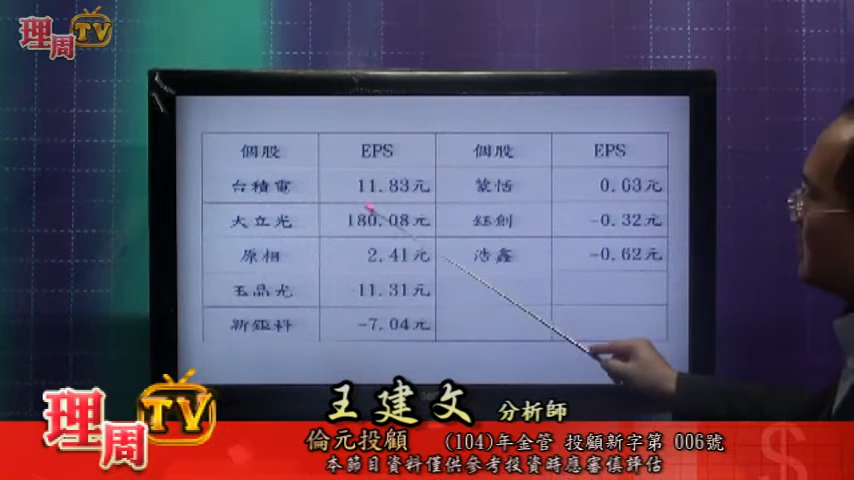 理周TV
個股 EPS 個股 EPS
台積電 11.83元 蒙恬 0.63元
大立光 180.08元 鈺創 -0.32元
原相 2.41元 浩鑫 -0.62元
玉晶光 11.31元
新鉅科 -7.04元
理周TV
王建文 分析師
倫元投顧 (104)年金管 投顧新字第 006號
本節目資料僅供參考投資時應審慎評估